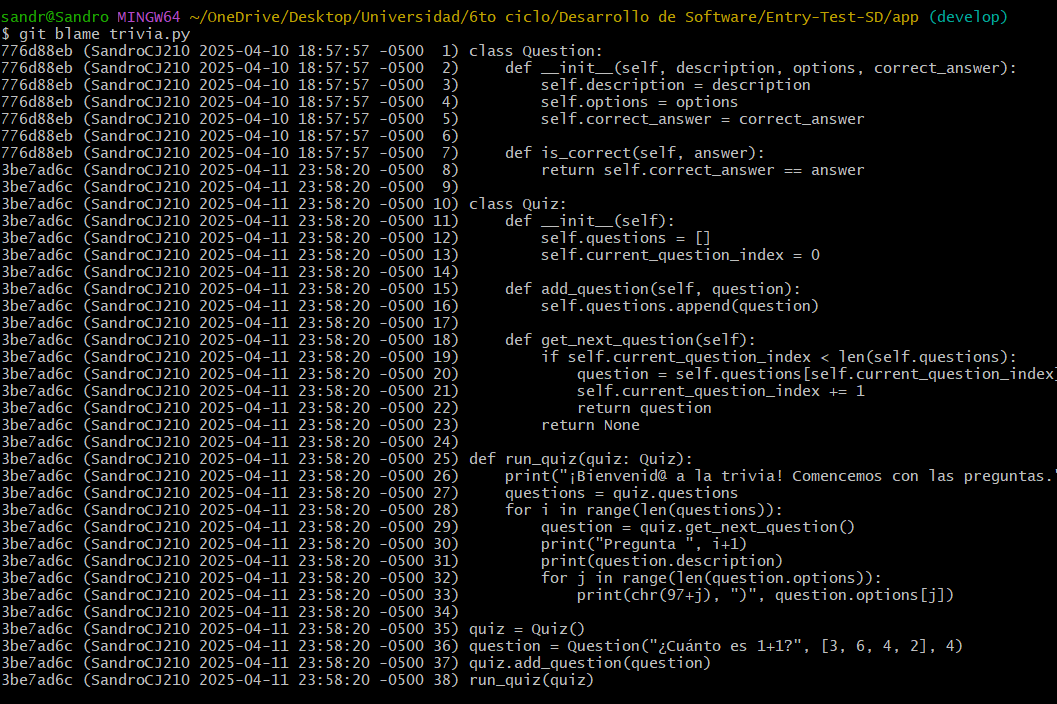 sandr@Sandro MINGW64 ~/OneDrive/Desktop/Universidad/6to ciclo/Desarrollo de Software/Entry-Test-SD/app (develop)
$ git blame trivia.py
776d88eb (SandroCJ210 2025-04-10 18:57:57 -0500  1) class Question:
776d88eb (SandroCJ210 2025-04-10 18:57:57 -0500  2)     def __init__(self, description, options, correct_answer):
776d88eb (SandroCJ210 2025-04-10 18:57:57 -0500  3)         self.description = description
776d88eb (SandroCJ210 2025-04-10 18:57:57 -0500  4)         self.options = options
776d88eb (SandroCJ210 2025-04-10 18:57:57 -0500  5)         self.correct_answer = correct_answer
776d88eb (SandroCJ210 2025-04-10 18:57:57 -0500  6)
776d88eb (SandroCJ210 2025-04-10 18:57:57 -0500  7)     def is_correct(self, answer):
3be7ad6c (SandroCJ210 2025-04-11 23:58:20 -0500  8)         return self.correct_answer == answer
3be7ad6c (SandroCJ210 2025-04-11 23:58:20 -0500  9)
3be7ad6c (SandroCJ210 2025-04-11 23:58:20 -0500 10) class Quiz:
3be7ad6c (SandroCJ210 2025-04-11 23:58:20 -0500 11)     def __init__(self):
3be7ad6c (SandroCJ210 2025-04-11 23:58:20 -0500 12)         self.questions = []
3be7ad6c (SandroCJ210 2025-04-11 23:58:20 -0500 13)         self.current_question_index = 0
3be7ad6c (SandroCJ210 2025-04-11 23:58:20 -0500 14)
3be7ad6c (SandroCJ210 2025-04-11 23:58:20 -0500 15)     def add_question(self, question):
3be7ad6c (SandroCJ210 2025-04-11 23:58:20 -0500 16)         self.questions.append(question)
3be7ad6c (SandroCJ210 2025-04-11 23:58:20 -0500 17)
3be7ad6c (SandroCJ210 2025-04-11 23:58:20 -0500 18)     def get_next_question(self):
3be7ad6c (SandroCJ210 2025-04-11 23:58:20 -0500 19)         if self.current_question_index < len(self.questions):
3be7ad6c (SandroCJ210 2025-04-11 23:58:20 -0500 20)             question = self.questions[self.current_question_index]
3be7ad6c (SandroCJ210 2025-04-11 23:58:20 -0500 21)             self.current_question_index += 1
3be7ad6c (SandroCJ210 2025-04-11 23:58:20 -0500 22)             return question
3be7ad6c (SandroCJ210 2025-04-11 23:58:20 -0500 23)         return None
3be7ad6c (SandroCJ210 2025-04-11 23:58:20 -0500 24)
3be7ad6c (SandroCJ210 2025-04-11 23:58:20 -0500 25) def run_quiz(quiz: Quiz):
3be7ad6c (SandroCJ210 2025-04-11 23:58:20 -0500 26)     print("¡Bienvenid@ a la trivia! Comencemos con las preguntas."
3be7ad6c (SandroCJ210 2025-04-11 23:58:20 -0500 27)     questions = quiz.questions
3be7ad6c (SandroCJ210 2025-04-11 23:58:20 -0500 28)     for i in range(len(questions)):
3be7ad6c (SandroCJ210 2025-04-11 23:58:20 -0500 29)         question = quiz.get_next_question()
3be7ad6c (SandroCJ210 2025-04-11 23:58:20 -0500 30)         print("Pregunta ", i+1)
3be7ad6c (SandroCJ210 2025-04-11 23:58:20 -0500 31)         print(question.description)
3be7ad6c (SandroCJ210 2025-04-11 23:58:20 -0500 32)         for j in range(len(question.options)):
3be7ad6c (SandroCJ210 2025-04-11 23:58:20 -0500 33)             print(chr(97+j), ")", question.options[j])
3be7ad6c (SandroCJ210 2025-04-11 23:58:20 -0500 34)
3be7ad6c (SandroCJ210 2025-04-11 23:58:20 -0500 35) quiz = Quiz()
3be7ad6c (SandroCJ210 2025-04-11 23:58:20 -0500 36) question = Question("¿Cuánto es 1+1?", [3, 6, 4, 2], 4)
3be7ad6c (SandroCJ210 2025-04-11 23:58:20 -0500 37) quiz.add_question(question)
3be7ad6c (SandroCJ210 2025-04-11 23:58:20 -0500 38) run_quiz(quiz)